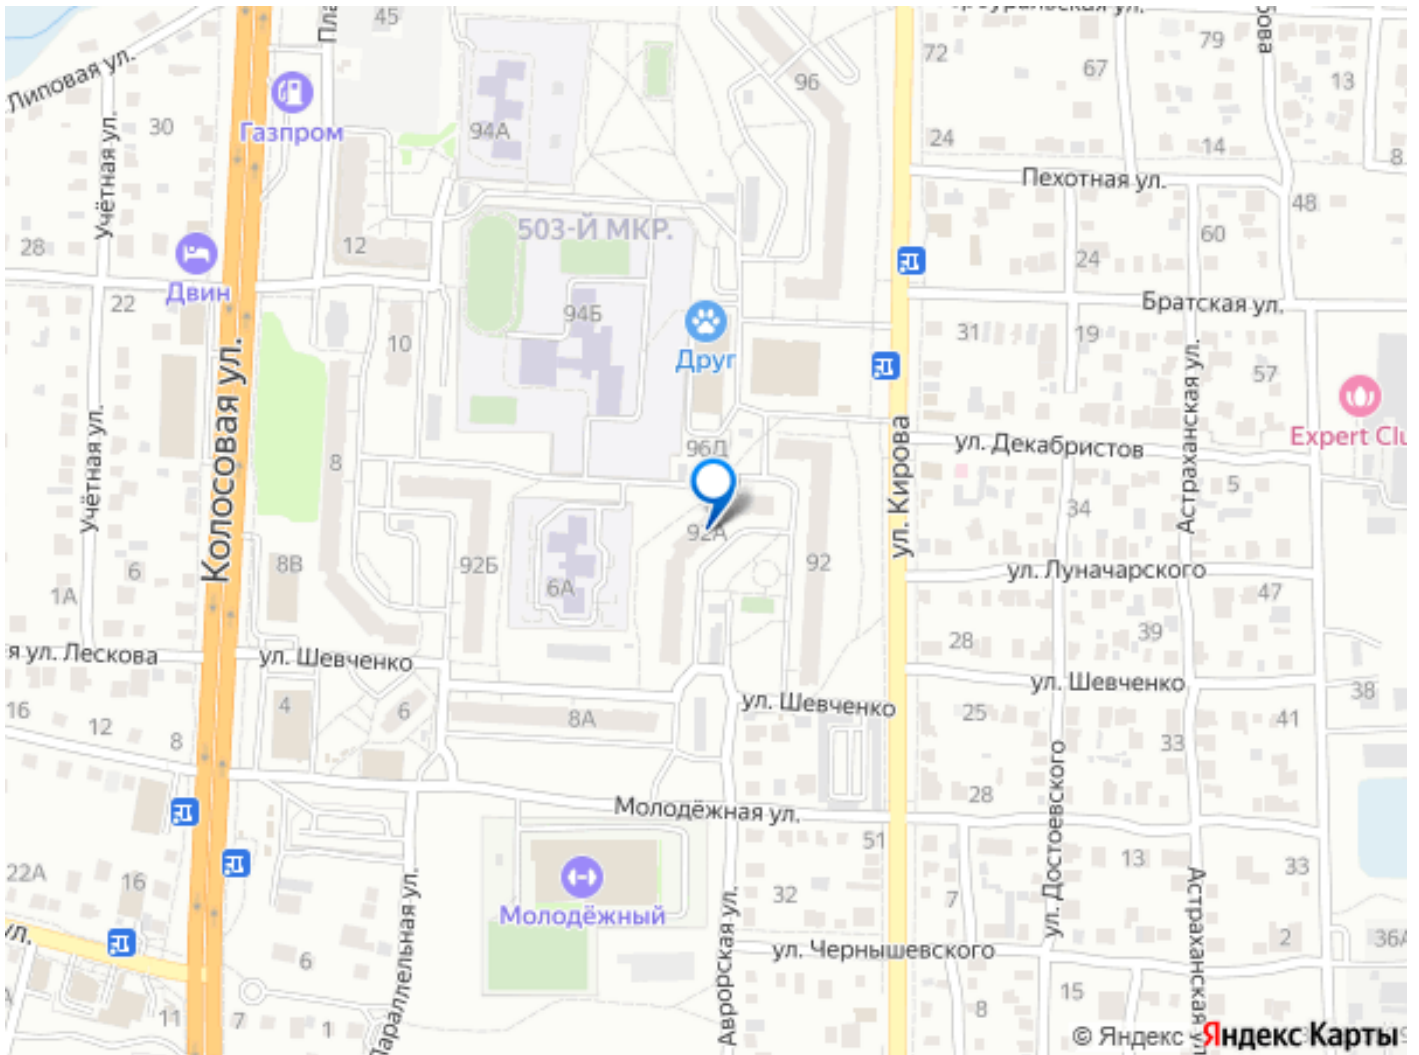 45
72
79
Липовая ул.
96
67
13
30
Газпром
94А
24
14
8
Учётная ул.
Пехотная ул.
48
28
12
503-Й МКР.
60
24
Двин
22
Братская ул.
94Б
31
19
10
Друг
57
Астраханская ул.
Колосовая ул.
Учётная ул.
8
96Д
ул. Кирова
ул. Декабристов
Expert Clu
5
34
92А
1А
6
8В
92Б
6А
92
ул. Луначарского
47
39
28
я ул. Лескова
ул. Шевченко
ул. Шевченко
38
16
12
8
4
6
8А
ул. Шевченко
25
33
41
28
Молодёжная ул.
51
ул. Достоевского
13
33
22А
16
Молодёжный
32
7
Астраханская ул.
ул.
Параллельная ул.
Аврорская ул.
ул. Чернышевского
2
36А
6
11
7
1
8
15
© Яндекс Яндекс Карты